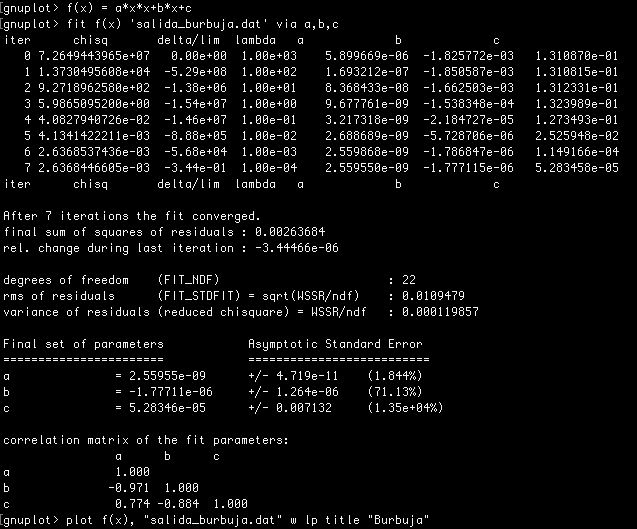 [gnuplot> f(x) = a*x*x+b*x+c
[gnuplot> fit f(x) 'salida_burbuja.dat' via a,b,c
iter chisq delta/lim lambda a b c
0 7.2649443965e+07 0.00e+00 1.00e+03 5.899669e-06 -1.825772e-03 1.310870e-01
1 1.3730495608e+04 -5.29e+08 1.00e+02 1.693212e-07 -1.850587e-03 1.310815e-01
2 9.2718962580e+02 -1.38e+06 1.00e+01 8.368433e-08 -1.662503e-03 1.312331e-01
3 5.9865095200e+00 -1.54e+07 1.00e+00 9.677761e-09 -1.538348e-04 1.323989e-01
4 4.0827940726e-02 -1.46e+07 1.00e-01 3.217318e-09 -2.184727e-05 1.273493e-01
5 4.1341422211e-03 -8.88e+05 1.00e-02 2.688689e-09 -5.728706e-06 2.525948e-02
6 2.6368537436e-03 -5.68e+04 1.00e-03 2.559868e-09 -1.786847e-06 1.149166e-04
7 2.6368446605e-03 -3.44e-01 1.00e-04 2.559550e-09 -1.777115e-06 5.283458e-05
iter chisq delta/lim lambda a b c
After 7 iterations the fit converged.
final sum of squares of residuals : 0.00263684
rel. change during last iteration : -3.44466e-06
degrees of freedom (FIT_NDF) : 22
rms of residuals (FIT_STDFIT) = sqrt(WSSR/ndf) : 0.0109479
variance of residuals (reduced chisquare) = WSSR/ndf : 0.000119857
Final set of parameters Asymptotic Standard Error
======================= ==========================
a = 2.55955e-09 +/- 4.719e-11 (1.844%)
b = -1.77711e-06 +/- 1.264e-06 (71.13%)
c = 5.28346e-05 +/- 0.007132 (1.35e+04%)
correlation matrix of the fit parameters:
a b c
a 1.000
b -0.971 1.000
c 0.774 -0.884 1.000
[gnuplot> plot f(x), "salida_burbuja.dat" w lp title "Burbuja"